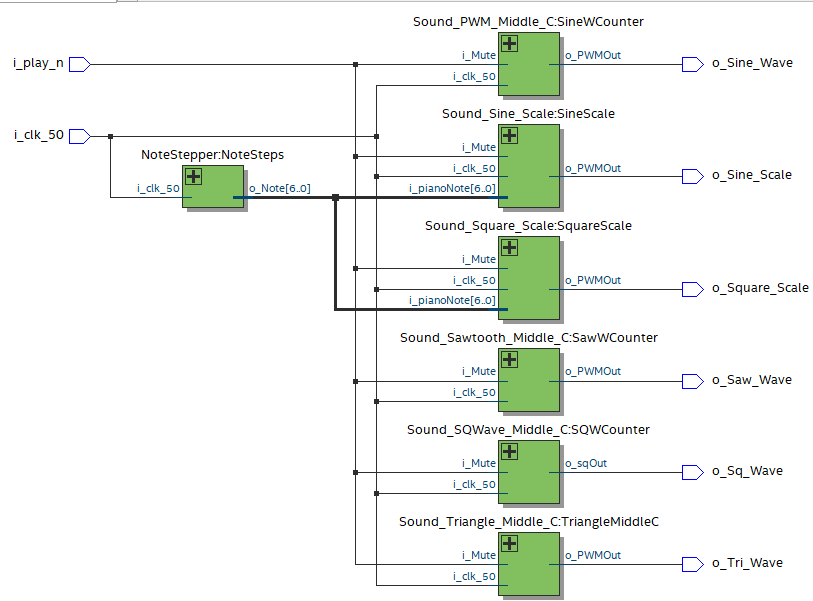 Sound_PWM_Middle_C:SineWCounter
i_play_n
i_Mute
o_PWMOut
o_Sine_Wave
i_clk_50
Sound_Sine_Scale:SineScale
i_clk_50
NoteStepper:NoteSteps
i_Mute
i_clk_50
o_PWMOut
o_Sine_Scale
i_clk_50
o_Note[6..0]
i_pianoNote[6..0]
Sound_Square_Scale:SquareScale
i_Mute
i_clk_50
o_PWMOut
o_Square_Scale
i_pianoNote[6..0]
Sound_Sawtooth_Middle_C:SawWCounter
i_Mute
o_PWMOut
o_Saw_Wave
i_clk_50
Sound_SQWave_Middle_C:SQWCounter
i_Mute
o_sqOut
o_Sq_Wave
i_clk_50
Sound_Triangle_Middle_C:TriangleMiddleC
i_Mute
o_PWMOut
o_Tri_Wave
i_clk_50